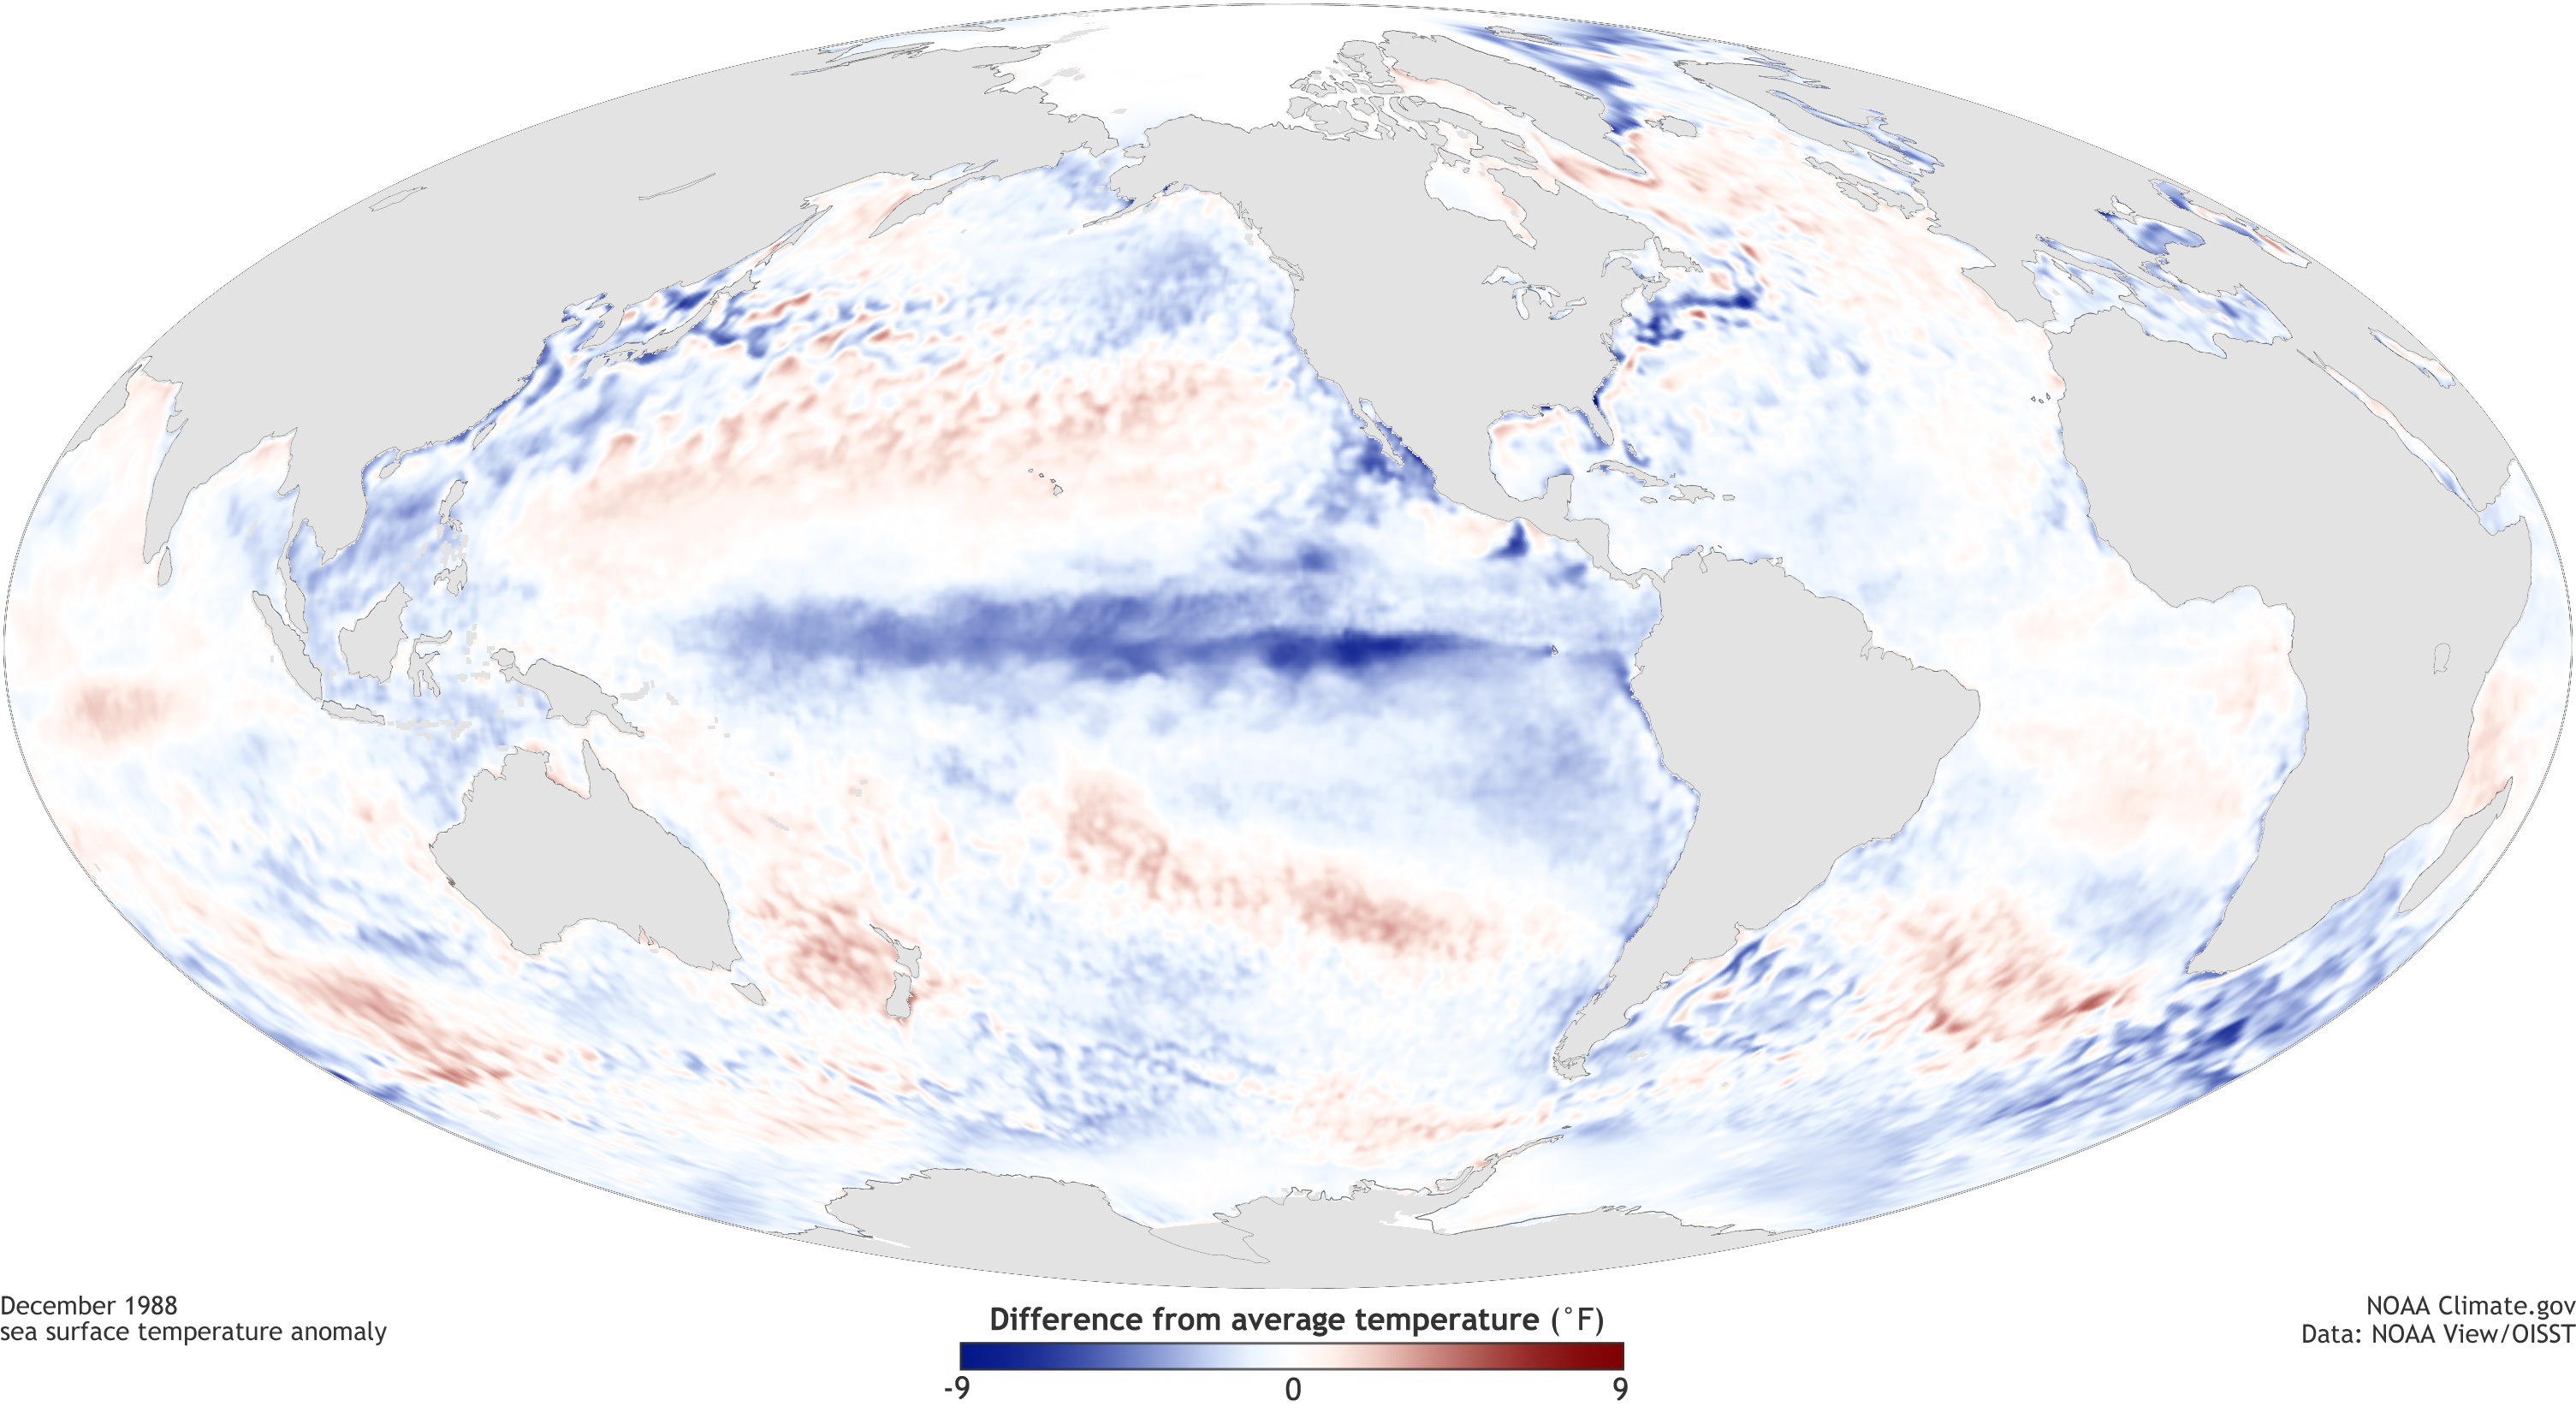 December 1988
sea surface temperature anomaly
Difference from average temperature (°F)
-9 0 9
NOAA Climate.gov
Data: NOAA View/OISST